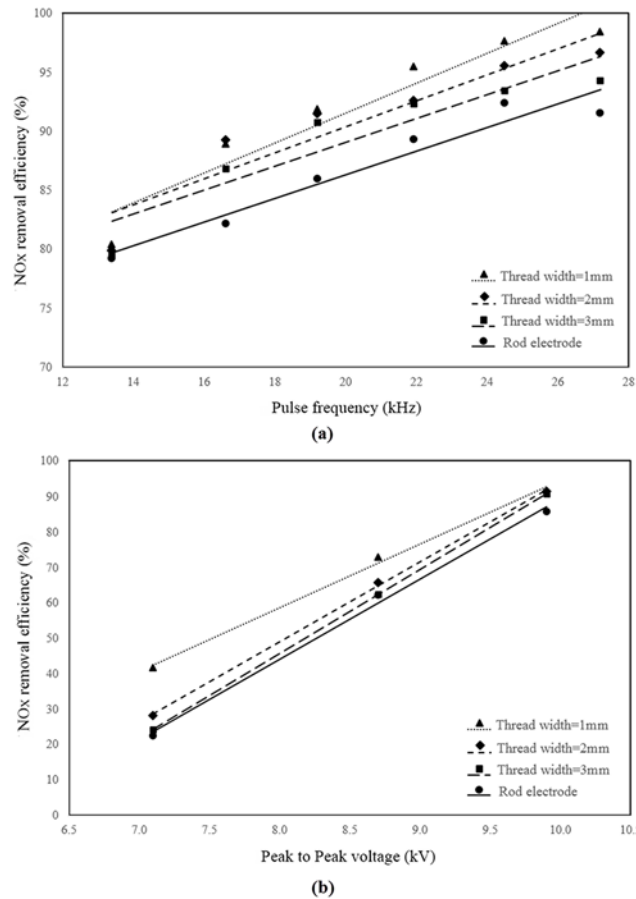 100
95
90
85
80
75
70
NOx removal efficiency (%)
Thread width=1mm
Thread width=2mm
Thread width=3mm
Rod electrode
12 14 16 18 20 22 24 26 28
Pulse frequency (kHz)
(a)
100
90
80
70
60
50
40
30
20
10
0
NOx removal efficiency (%)
Thread width=1mm
Thread width=2mm
Thread width=3mm
Rod electrode
6.5 7.0 7.5 8.0 8.5 9.0 9.5 10.0 10.
Peak to Peak voltage (kV)
(b)